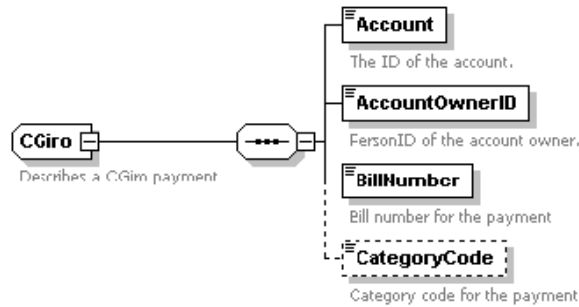 Account
The ID of the account.
AccountOwnerID
FersonID of the account owner.
CGiro
Describes a CGiro payment
BillNumber
Bill number for the payment
CategoryCode
Category code for the payment